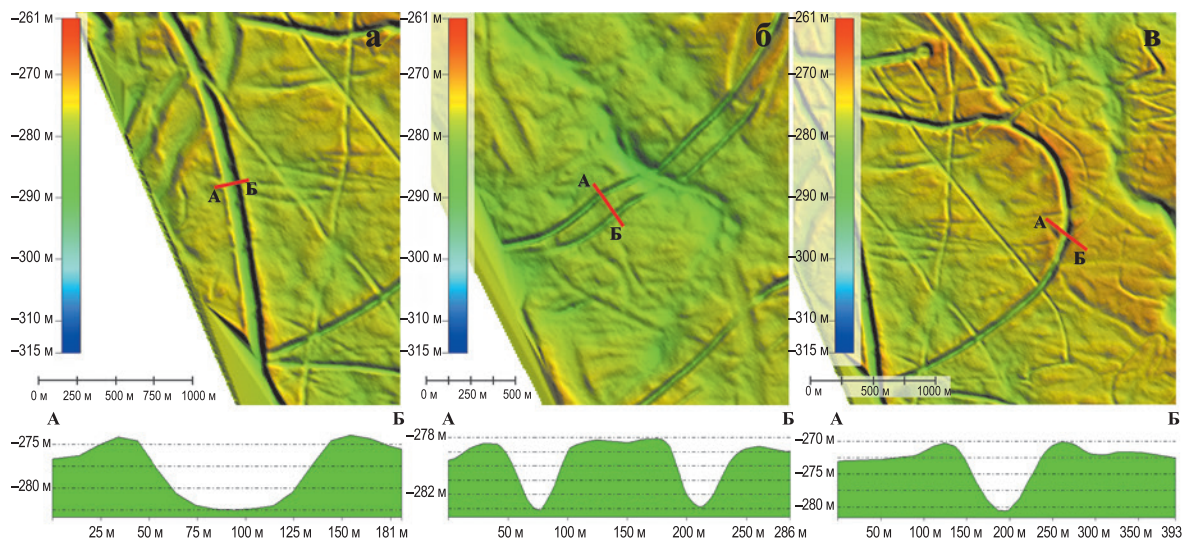 а
–261 м
–270 м
–280 м
–290 м
–300 м
–310 м
–315 м
А
Б
0 м 250 м 500 м 750 м 1000 м
б
–261 м
–270 м
–280 м
–290 м
–300 м
–310 м
–315 м
А
Б
0 м 250 м 500 м
в
–261 м
–270 м
–280 м
–290 м
–300 м
–310 м
–315 м
А
Б
0 м 500 м 1000 м
А Б
–275 м
–280 м
25 м 50 м 75 м 100 м 125 м 150 м 181 м
А Б
–278 м
–282 м
50 м 100 м 150 м 200 м 250 м 286 м
А Б
–270 м
–275 м
–280 м
50 м 100 м 150 м 200 м 250 м 300 м 350 м 393 м